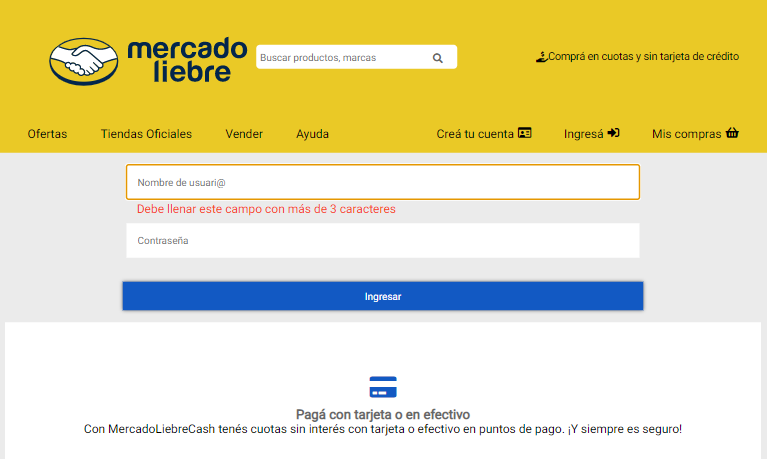 mercado
liebre
Buscar productos, marcas
Comprá en cuotas y sin tarjeta de crédito
Ofertas Tiendas Oficiales Vender Ayuda Creá tu cuenta Ingresá Mis compras
Nombre de usuari@
Debe llenar este campo con más de 3 caracteres
Contraseña
Ingresar
Pagá con tarjeta o en efectivo
Con MercadoLiebreCash tenés cuotas sin interés con tarjeta o efectivo en puntos de pago. ¡Y siempre es seguro!